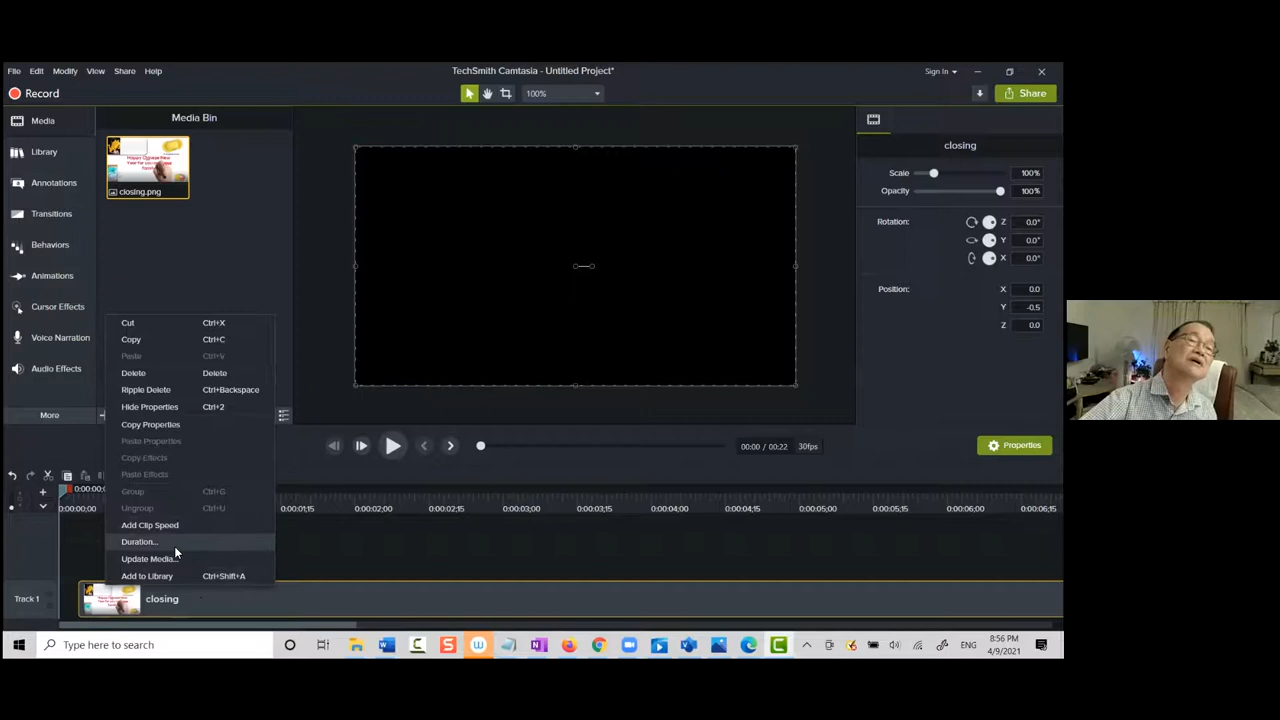 File Edit Modify View Share Help
TechSmith Camtasia - Untitled Project*
Sign In
Record
100%
Share
Media
Media Bin
Library
closing.png
closing
Annotations
Scale 100%
Opacity 100%
Transitions
Rotation: Z 0.0°
Behaviors
Y 0.0°
X 0.0°
Animations
Position: X 0.0
Cursor Effects
Y -0.5
Z 0.0
Voice Narration
Audio Effects
More
Cut Ctrl+X
Copy Ctrl+C
Paste Ctrl+V
Delete Delete
Ripple Delete Ctrl+Backspace
Hide Properties Ctrl+2
Copy Properties
Paste Properties
Copy Effects
Paste Effects
Group Ctrl+G
Ungroup Ctrl+U
Add Clip Speed
Duration...
Update Media...
Add to Library Ctrl+Shift+A
00:00 / 00:22 30fps
Properties
0:00:00;00 0:00:01;15 0:00:02;00 0:00:02;15 0:00:03;00 0:00:03;15 0:00:04;00 0:00:04;15 0:00:05;00 0:00:05;15 0:00:06;00 0:00:06;15
Track 1
closing
Type here to search
ENG
8:56 PM
4/9/2021